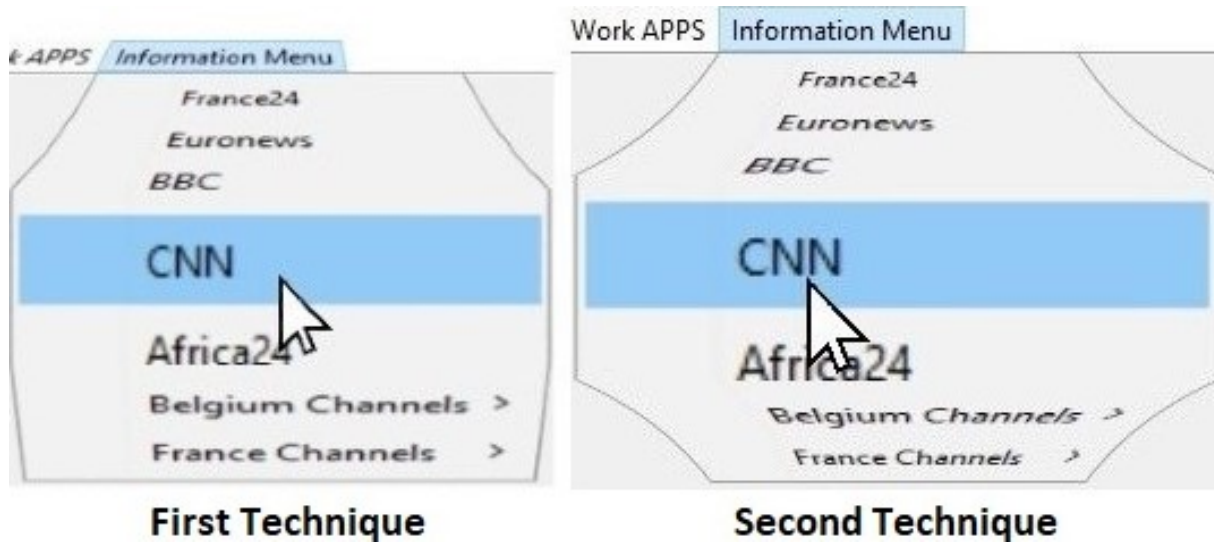 k APPS Information Menu
France24
Euronews
BBC
CNN
Africa24
Belgium Channels >
France Channels >
First Technique
Work APPS Information Menu
France24
Euronews
BBC
CNN
Africa24
Belgium Channels >
France Channels >
Second Technique